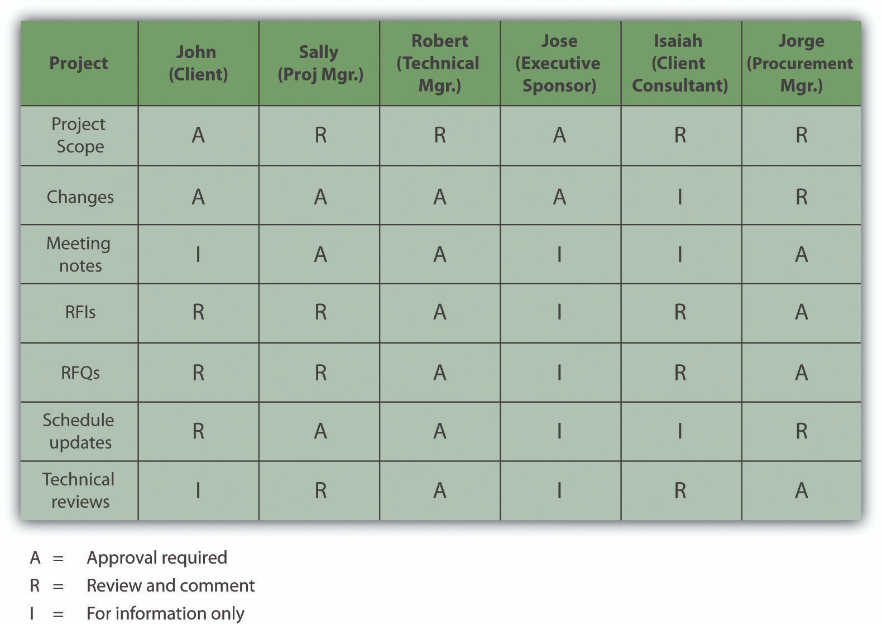 Project John (Client) Sally (Proj Mgr.) Robert (Technical Mgr.) Jose (Executive Sponsor) Isaiah (Client Consultant) Jorge (Procurement Mgr.)
Project Scope A R R A R R
Changes A A A A I R
Meeting notes I A A I I A
RFIs R R A I R A
RFQs R R A I R A
Schedule updates R A A I I R
Technical reviews I R A I R A
A = Approval required
R = Review and comment
I = For information only